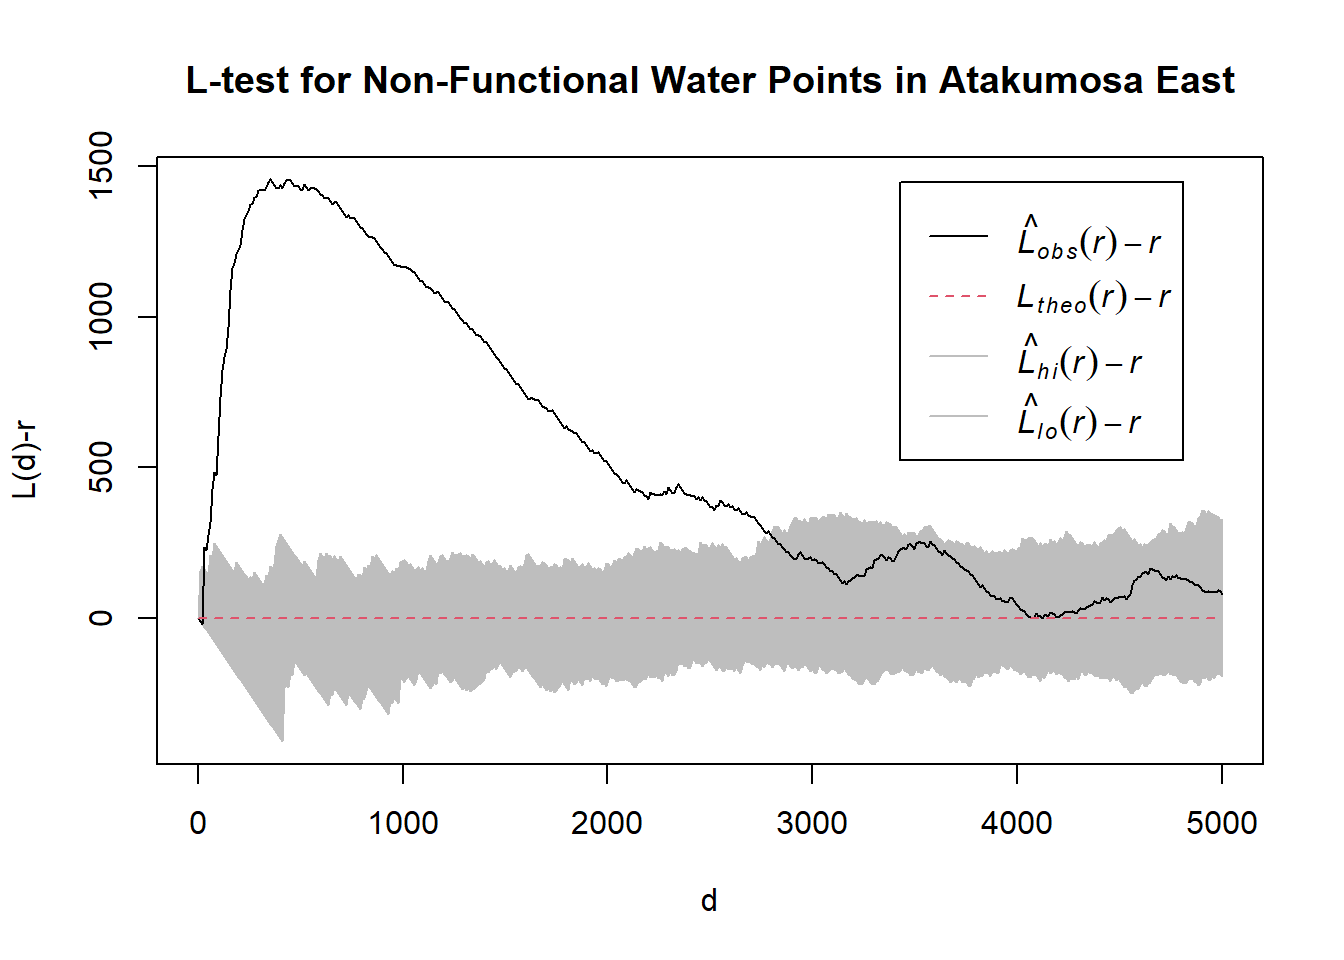 L-test for Non-Functional Water Points in Atakumosa East
L(d)-r
1500
1000
500
0
L̂obs(r) − r
Ltheo(r) − r
L̂hi(r) − r
L̂lo(r) − r
0 1000 2000 3000 4000 5000
d